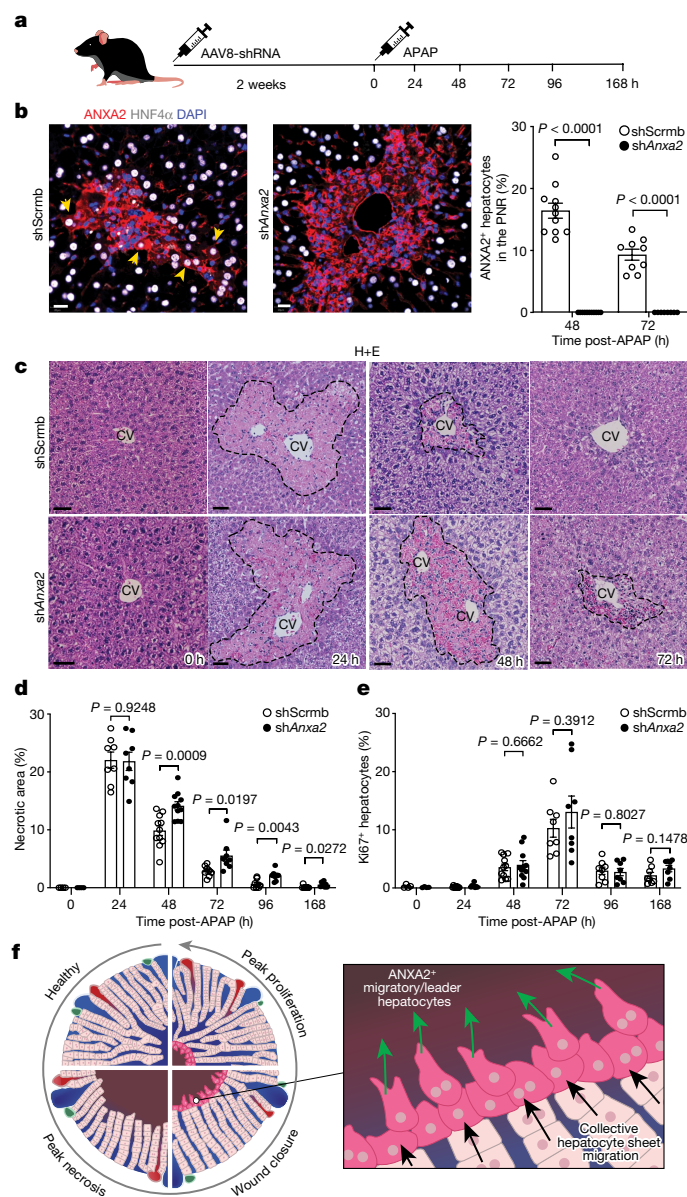 a
AAV8-shRNA
APAP
2 weeks
0 24 48 72 96 168 h
b
ANXA2 HNF4α DAPI
shScrmb
shAnxa2
ANXA2+ hepatocytes
in the PNR (%)
30
20
10
0
P < 0.0001
P < 0.0001
shScrmb
shAnxa2
48 72
Time post-APAP (h)
H+E
c
shScrmb
CV
CV
CV
CV
shAnxa2
CV
CV
CV
CV
0 h
24 h
48 h
72 h
d
Necrotic area (%)
30
20
10
0
P = 0.9248
P = 0.0009
P = 0.0197
P = 0.0043
P = 0.0272
shScrmb
shAnxa2
0 24 48 72 96 168
Time post-APAP (h)
e
Ki67+ hepatocytes (%)
30
20
10
0
P = 0.6662
P = 0.3912
P = 0.8027
P = 0.1478
shScrmb
shAnxa2
0 24 48 72 96 168
Time post-APAP (h)
f
Healthy
Peak proliferation
Peak necrosis
Wound closure
ANXA2+
migratory/leader
hepatocytes
Collective
hepatocyte sheet
migration